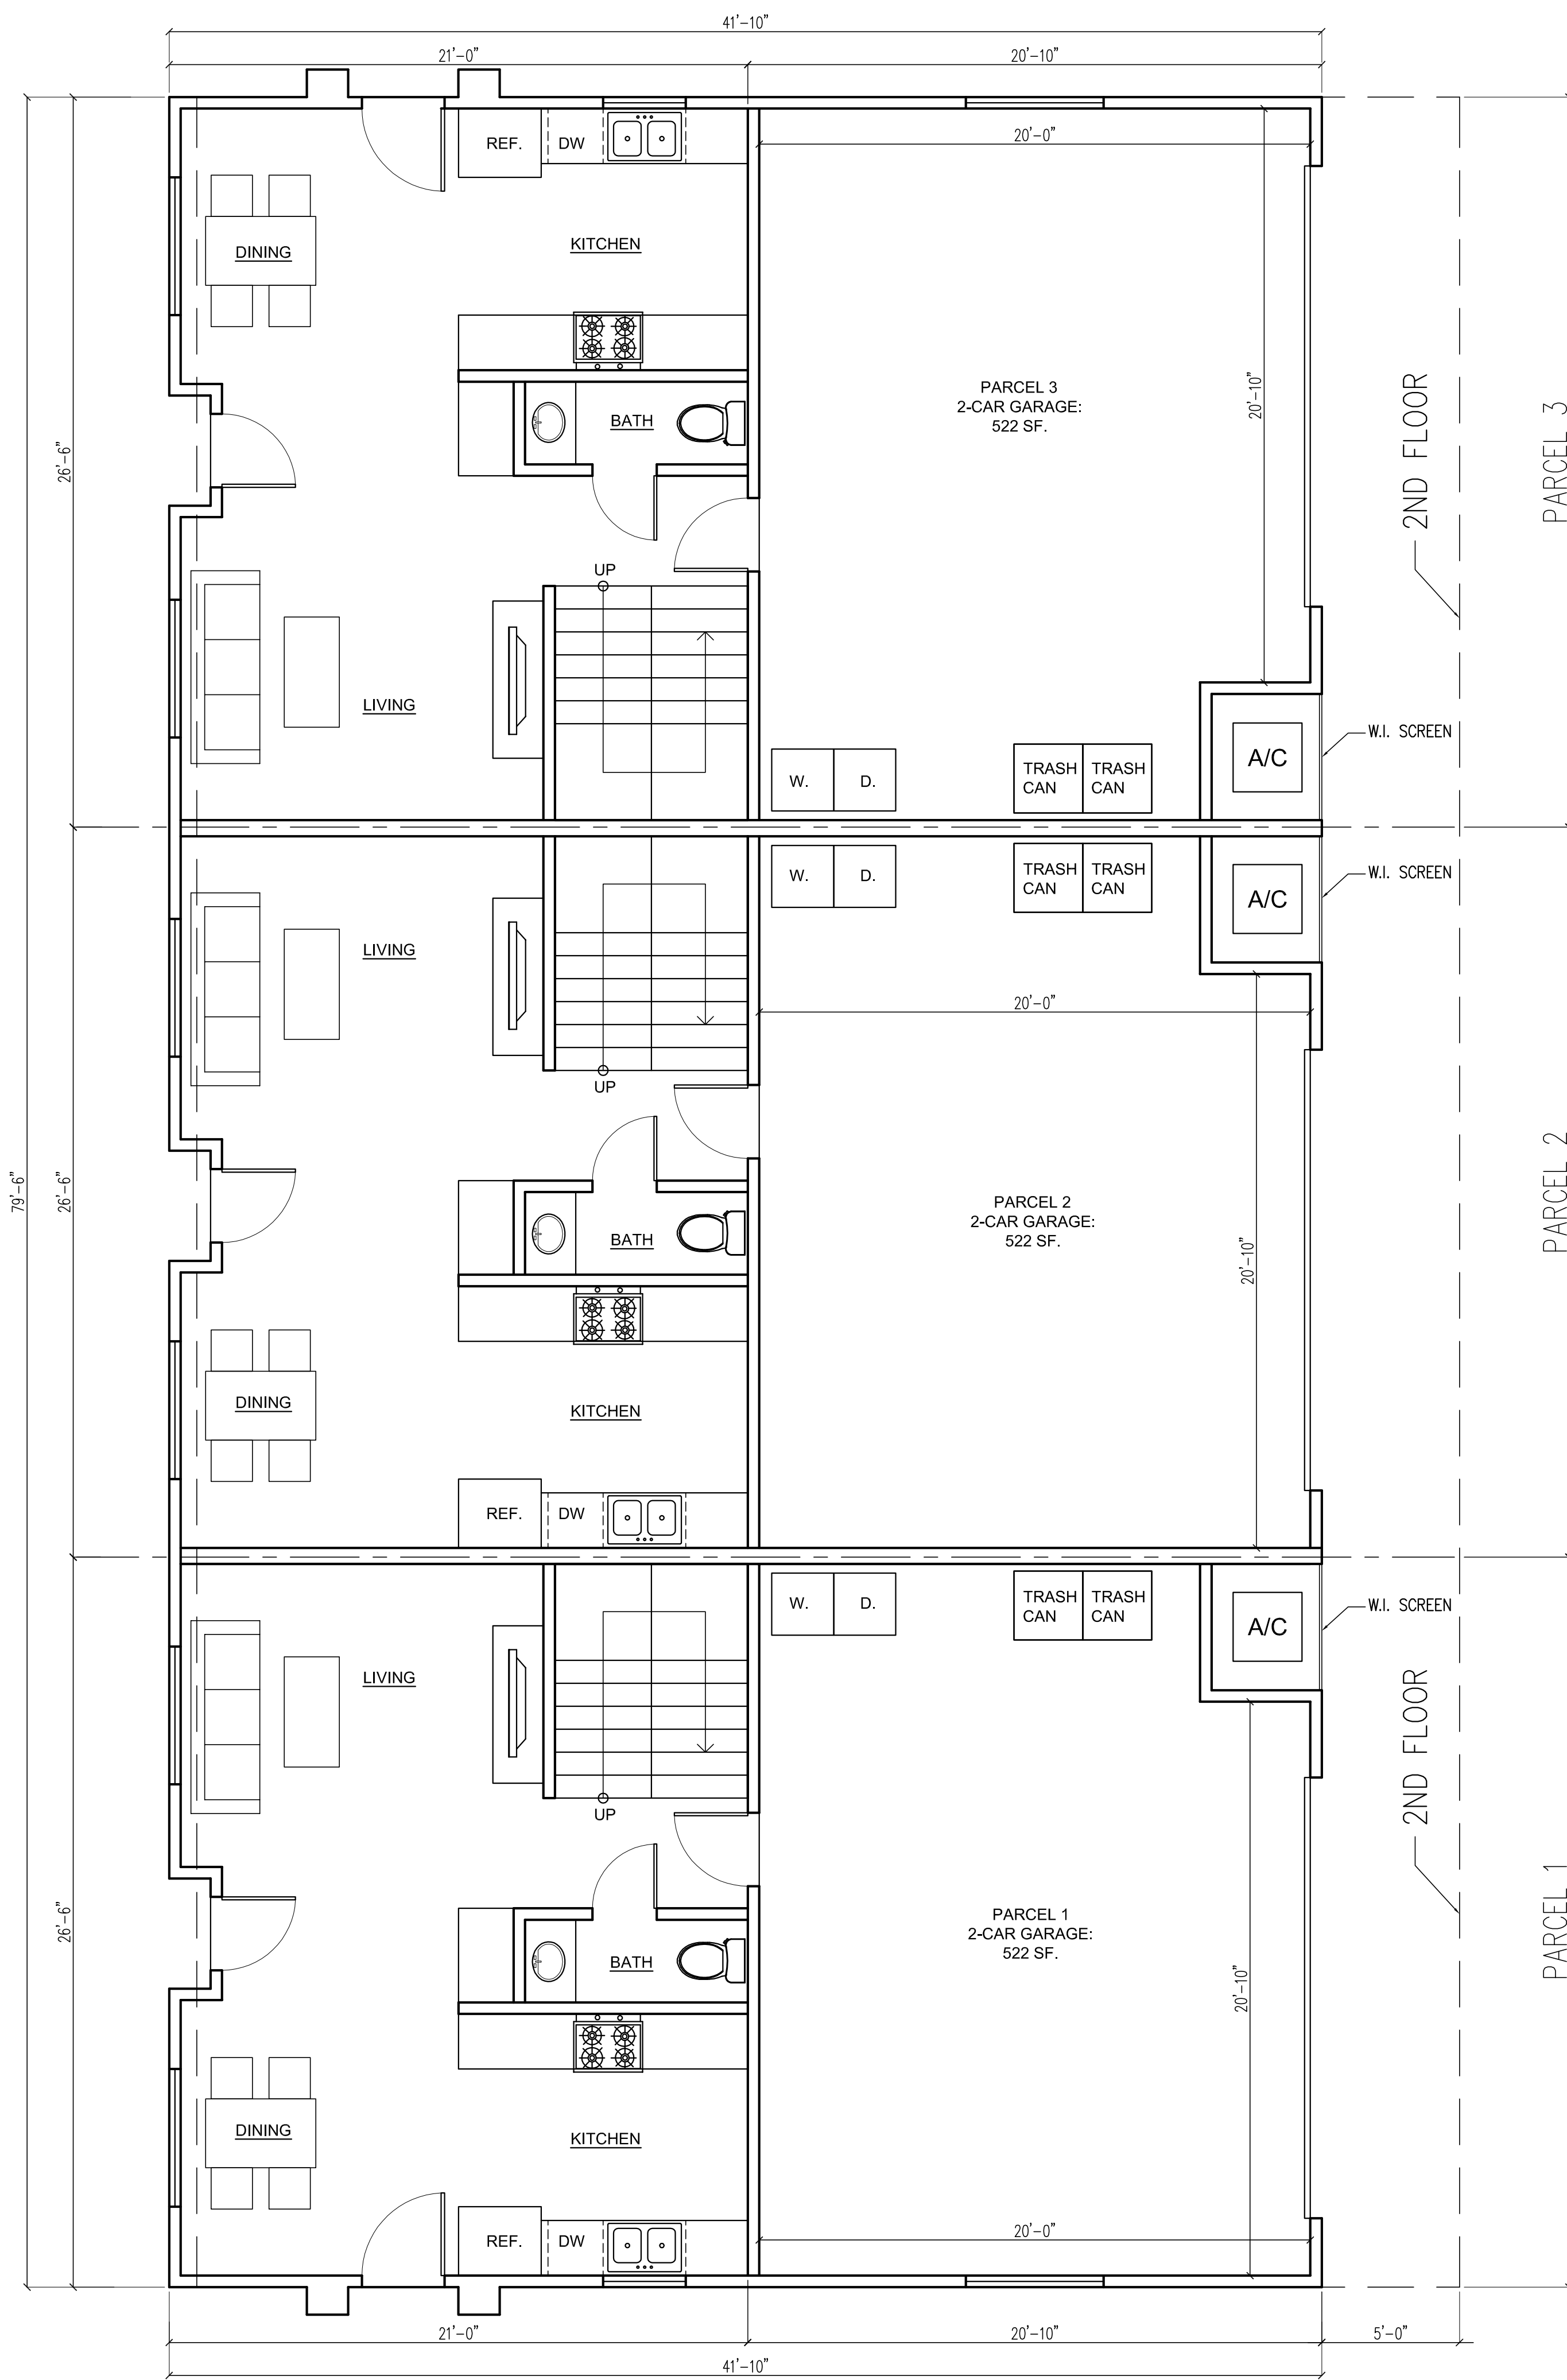 41'-10"
21'-0"
20'-10"
REF.
DW
20'-0"
DINING
KITCHEN
PARCEL 3
2-CAR GARAGE:
522 SF.
20'-10"
2ND FLOOR
PARCEL 3
BATH
26'-6"
UP
LIVING
W.I. SCREEN
A/C
W.
D.
TRASH
CAN
TRASH
CAN
W.
D.
TRASH
CAN
TRASH
CAN
A/C
W.I. SCREEN
LIVING
20'-0"
UP
79'-6"
26'-6"
PARCEL 2
2-CAR GARAGE:
522 SF.
20'-10"
PARCEL 2
BATH
DINING
KITCHEN
REF.
DW
W.
D.
TRASH
CAN
TRASH
CAN
A/C
W.I. SCREEN
LIVING
2ND FLOOR
UP
26'-6"
PARCEL 1
2-CAR GARAGE:
522 SF.
PARCEL 1
BATH
20'-10"
DINING
KITCHEN
REF.
DW
20'-0"
21'-0"
20'-10"
5'-0"
41'-10"